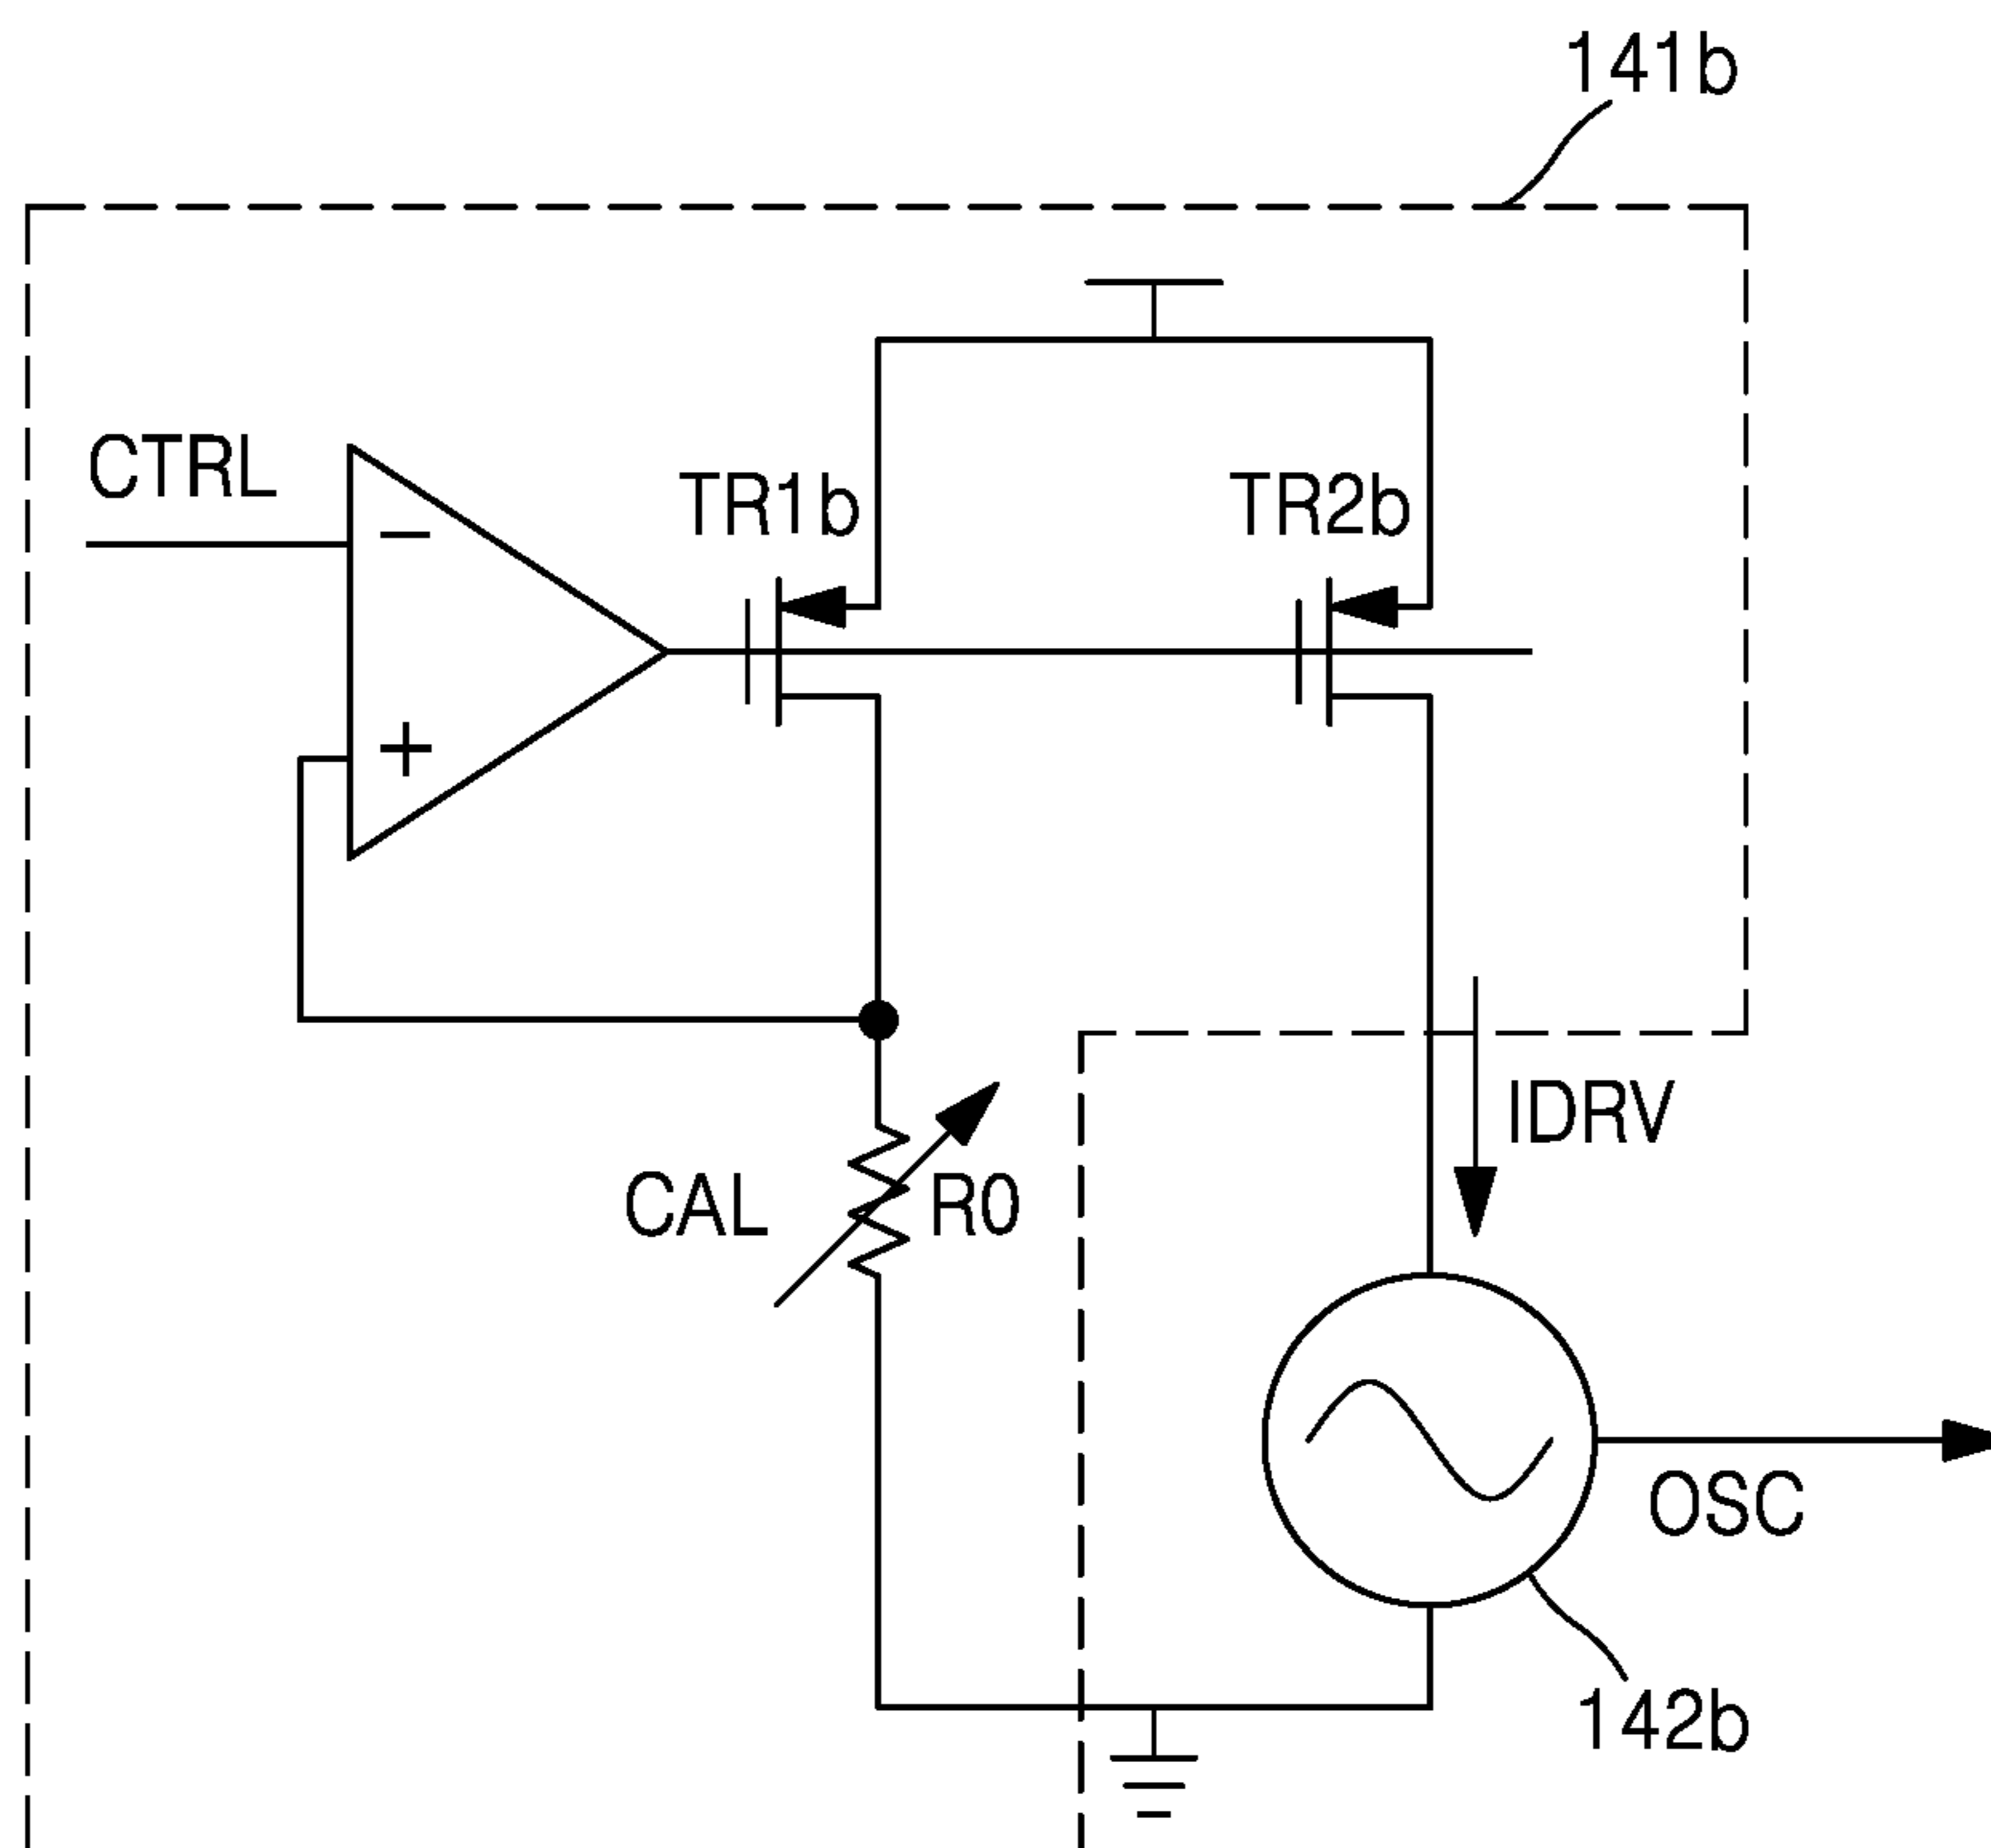 141b
CTRL
TR1b
TR2b
−
+
IDRV
CAL
R0
OSC
142b